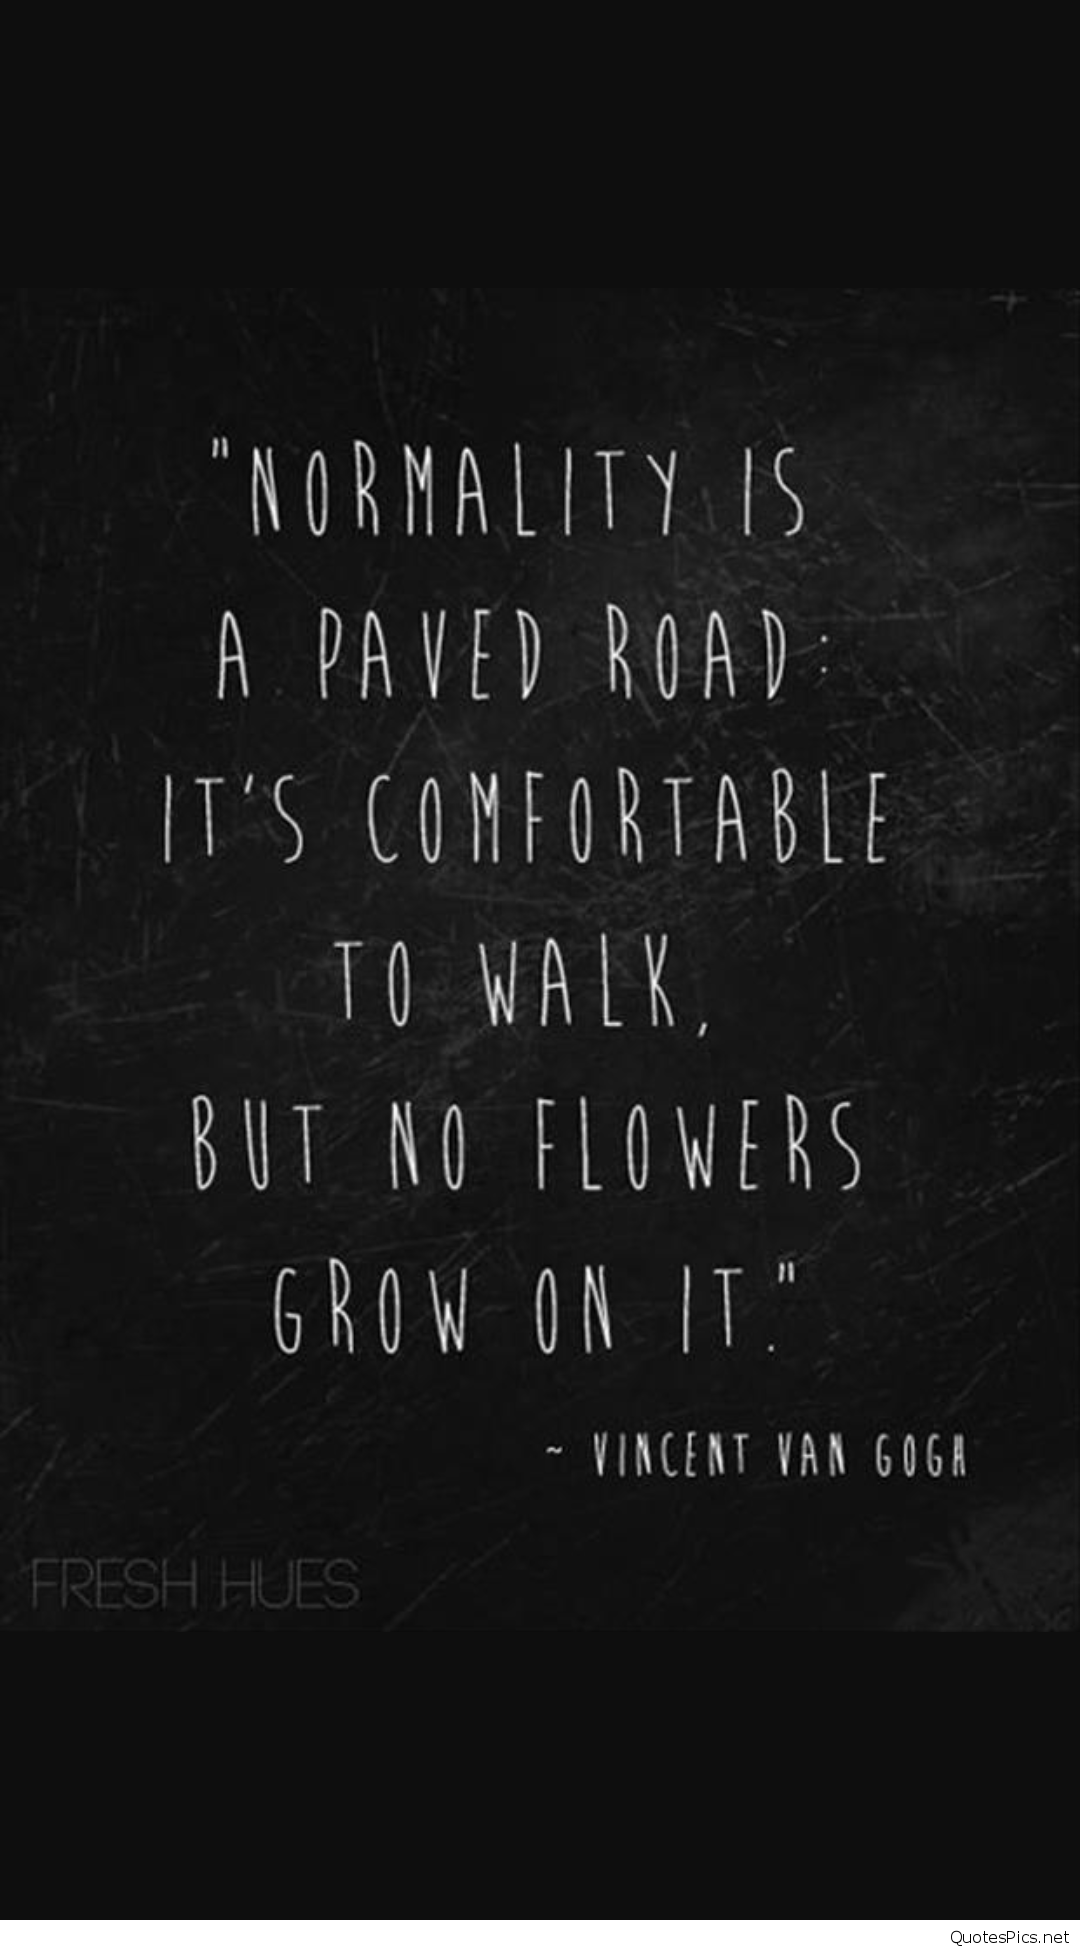 "NORMALITY IS
A PAVED ROAD:
IT'S COMFORTABLE
TO WALK,
BUT NO FLOWERS
GROW ON IT."
~ VINCENT VAN GOGH
FRESH HUES
QuotesPics.net